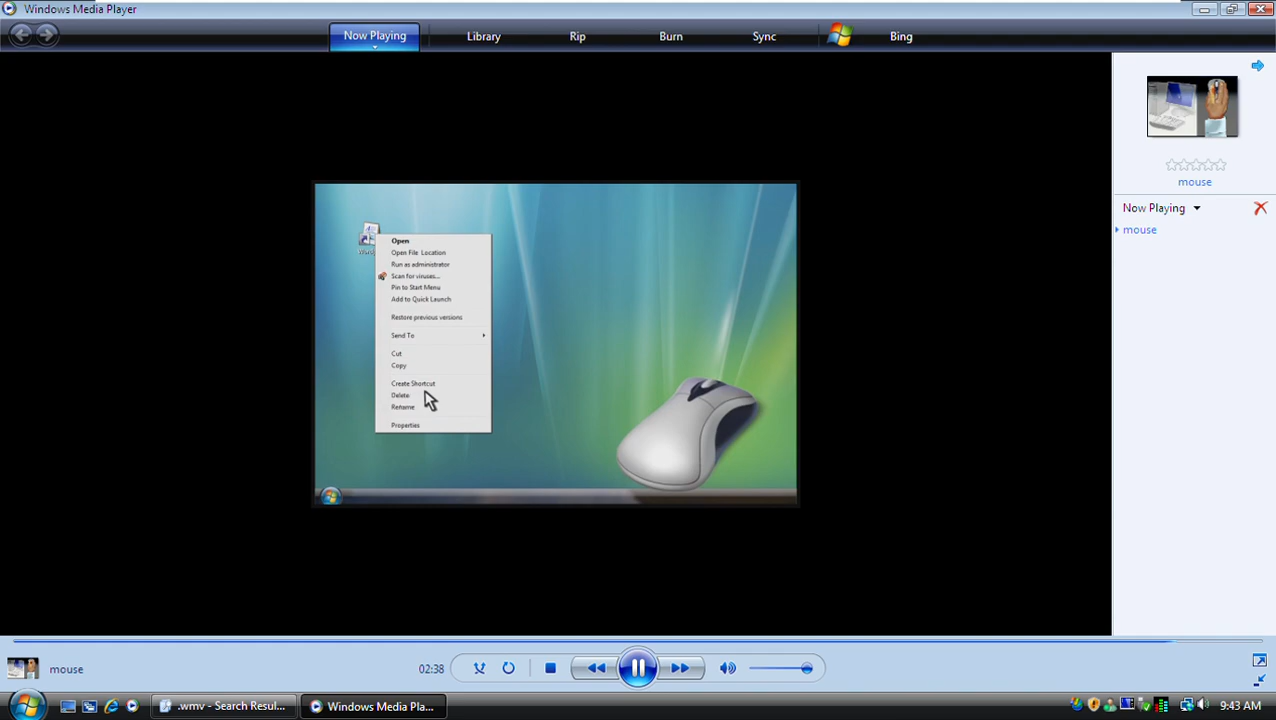 Windows Media Player
Now Playing
Library
Rip
Burn
Sync
Bing
mouse
Now Playing
mouse
Open
Open File Location
Run as administrator
Scan for viruses...
Pin to Start Menu
Add to Quick Launch
Restore previous versions
Send To
Cut
Copy
Create Shortcut
Delete
Rename
Properties
mouse
02:38
.wmv - Search Resul...
Windows Media Pla...
9:43 AM